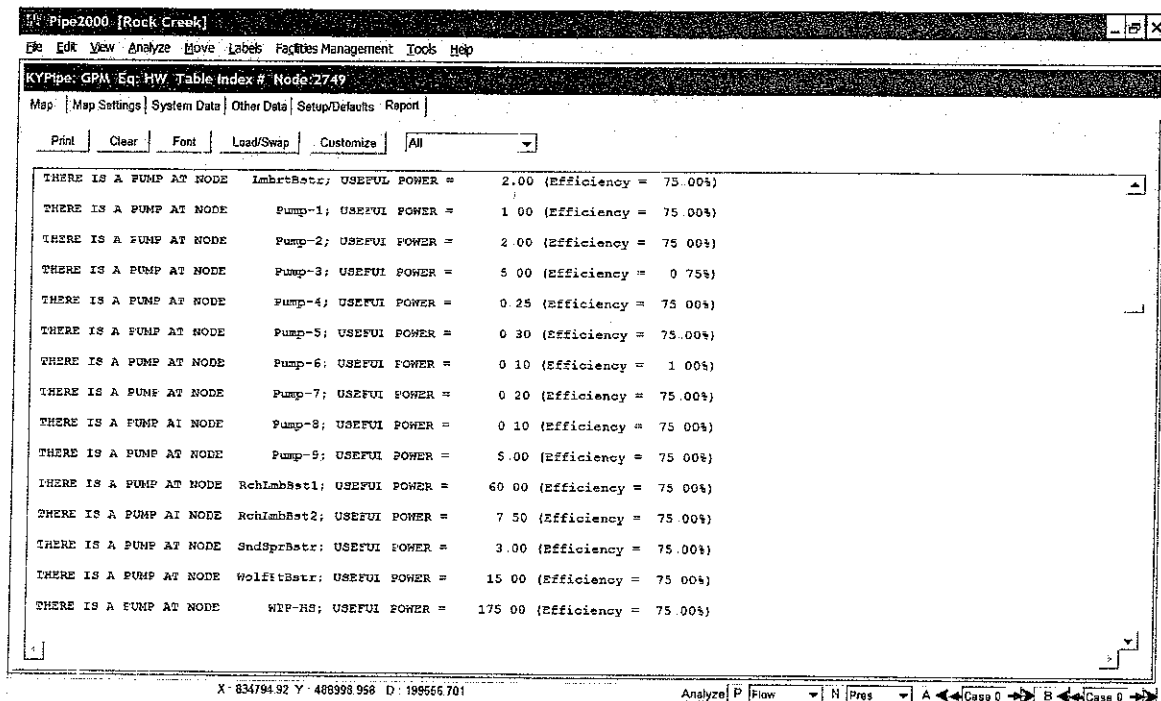 Pipe2000 [Rock Creek]
File Edit View Analyze Move Labels Facilities Management Tools Help
KYPipe: GPM Eq: HW Table Index # Node:2749
Map Map Settings System Data Other Data Setup/Defaults Report
Print Clear Font Load/Swap Customize All
THERE IS A PUMP AT NODE LmbrtBstr; USEFUL POWER = 2.00 (Efficiency = 75.00%)
THERE IS A PUMP AT NODE Pump-1; USEFUL POWER = 1 00 (Efficiency = 75.00%)
THERE IS A PUMP AT NODE Pump-2; USEFUL POWER = 2.00 (Efficiency = 75 00%)
THERE IS A PUMP AT NODE Pump-3; USEFUL POWER = 5 00 (Efficiency = 0 75%)
THERE IS A PUMP AT NODE Pump-4; USEFUL POWER = 0.25 (Efficiency = 75 00%)
THERE IS A PUMP AT NODE Pump-5; USEFUL POWER = 0 30 (Efficiency = 75.00%)
THERE IS A PUMP AT NODE Pump-6; USEFUL POWER = 0 10 (Efficiency = 1 00%)
THERE IS A PUMP AT NODE Pump-7; USEFUL POWER = 0 20 (Efficiency = 75.00%)
THERE IS A PUMP AT NODE Pump-8; USEFUL POWER = 0 10 (Efficiency = 75 00%)
THERE IS A PUMP AT NODE Pump-9; USEFUL POWER = 5.00 (Efficiency = 75 00%)
THERE IS A PUMP AT NODE RchLmbBst1; USEFUL POWER = 60 00 (Efficiency = 75 00%)
THERE IS A PUMP AT NODE RchLmbBst2; USEFUL POWER = 7 50 (Efficiency = 75.00%)
THERE IS A PUMP AT NODE SndSprBstr; USEFUL POWER = 3.00 (Efficiency = 75.00%)
THERE IS A PUMP AT NODE WolfPtBstr; USEFUL POWER = 15 00 (Efficiency = 75 00%)
THERE IS A PUMP AT NODE WTP-HS; USEFUL POWER = 175 00 (Efficiency = 75.00%)
X : 834794.92 Y : 488998.958 D : 199556.701
Analyze P Flow N Pres A Case 0 B Case 0